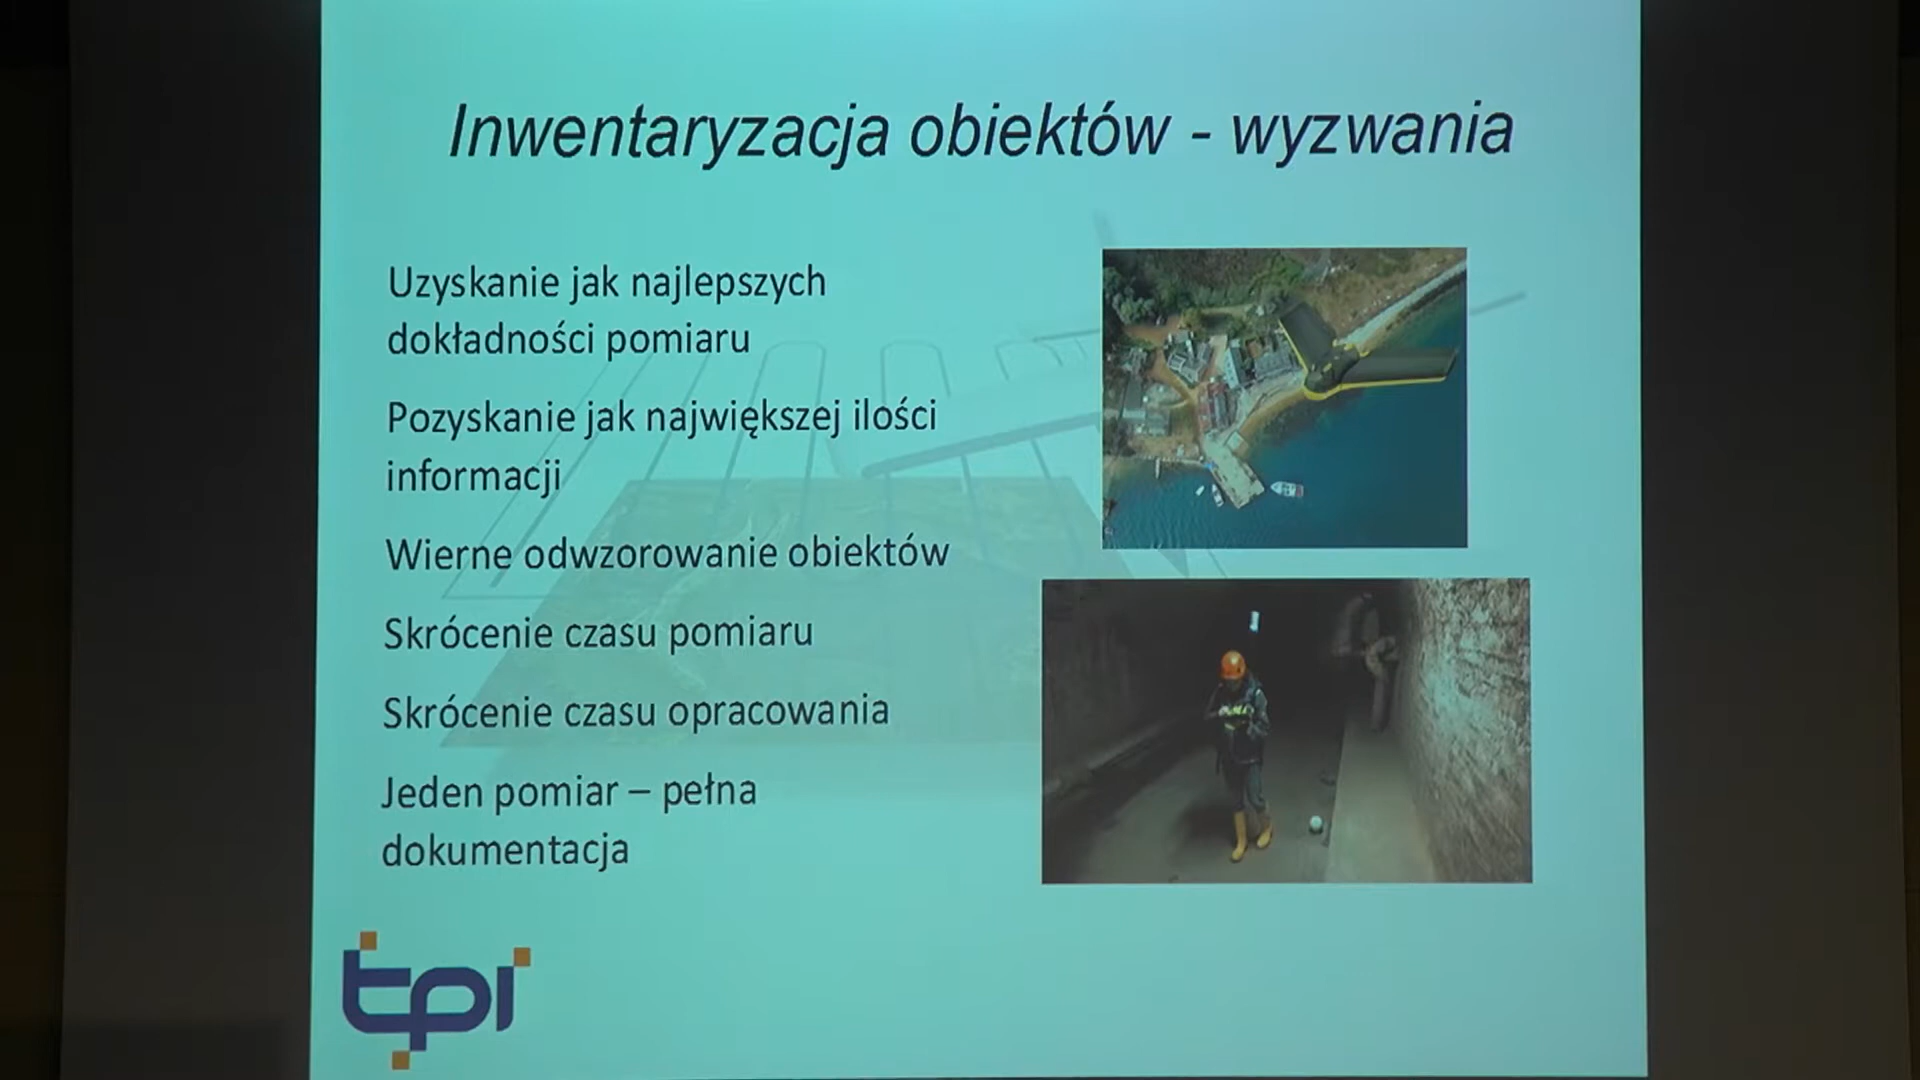 Inwentaryzacja obiektów - wyzwania
Uzyskanie jak najlepszych
dokładności pomiaru
Pozyskanie jak największej ilości
informacji
Wierne odwzorowanie obiektów
Skrócenie czasu pomiaru
Skrócenie czasu opracowania
Jeden pomiar – pełna
dokumentacja
tpi